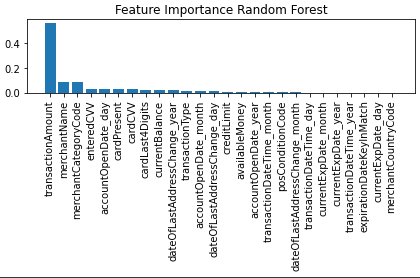 Feature Importance Random Forest
0.4
0.2
0.0
transactionAmount
merchantName
merchantCategoryCode
enteredCVV
accountOpenDate_day
cardPresent
cardCVV
cardLast4Digits
currentBalance
dateOfLastAddressChange_year
transactionType
accountOpenDate_month
dateOfLastAddressChange_day
creditLimit
availableMoney
accountOpenDate_year
transactionDateTime_month
posConditionCode
dateOfLastAddressChange_month
transactionDateTime_day
currentExpDate_month
currentExpDate_year
transactionDateTime_year
expirationDateKeyInMatch
currentExpDate_day
merchantCountryCode